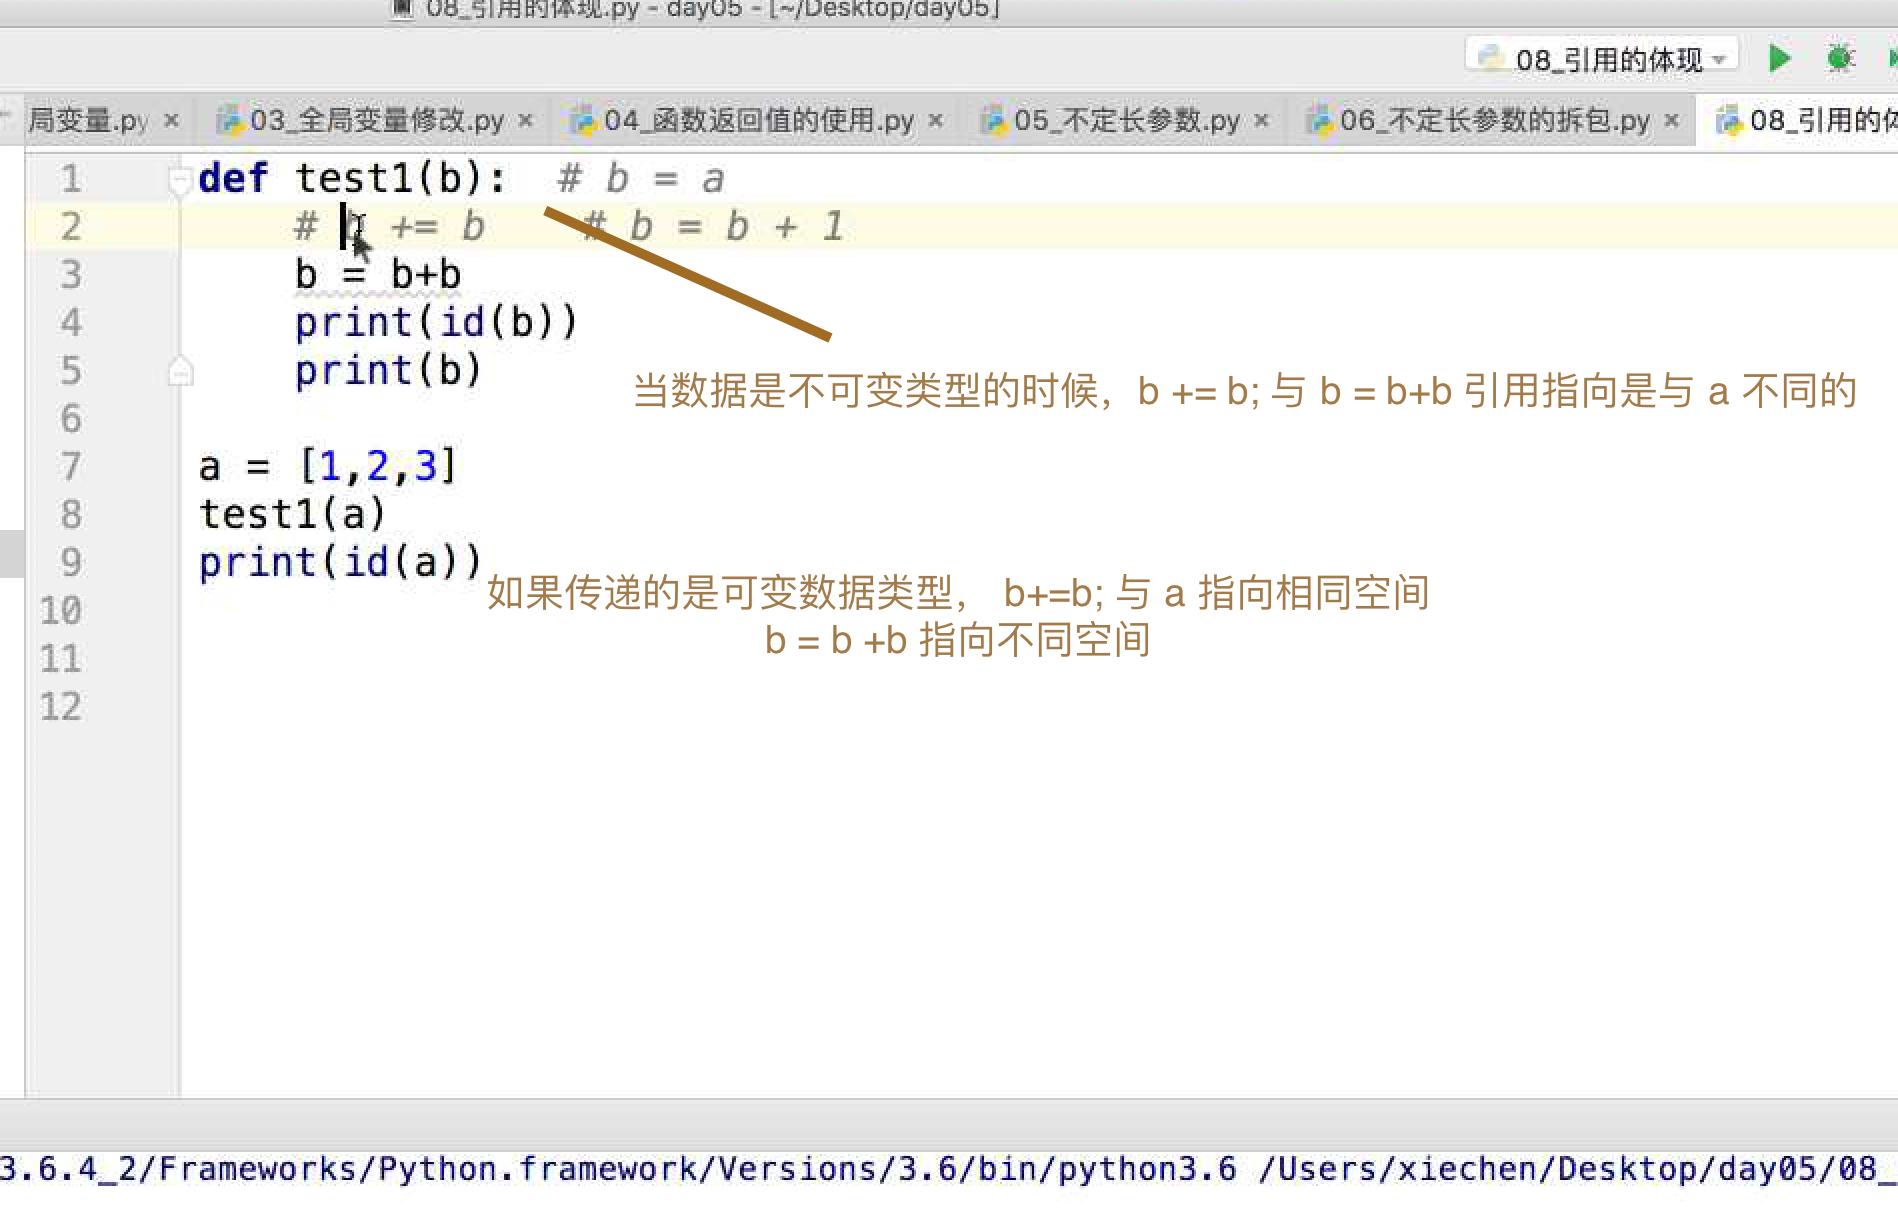 08_引用的体现.py - day05 - [~/Desktop/day05]
08_引用的体现
局变量.py × 03_全局变量修改.py × 04_函数返回值的使用.py × 05_不定长参数.py × 06_不定长参数的拆包.py × 08_引用的体
1 def test1(b):  # b = a
2 # b += b    # b = b + 1
3 b = b+b
4 print(id(b))
5 print(b)
当数据是不可变类型的时候，b += b; 与 b = b+b 引用指向是与 a 不同的
6
7 a = [1,2,3]
8 test1(a)
9 print(id(a))
如果传递的是可变数据类型， b+=b; 与 a 指向相同空间
10
b = b +b 指向不同空间
11
12
3.6.4_2/Frameworks/Python.framework/Versions/3.6/bin/python3.6 /Users/xiechen/Desktop/day05/08_